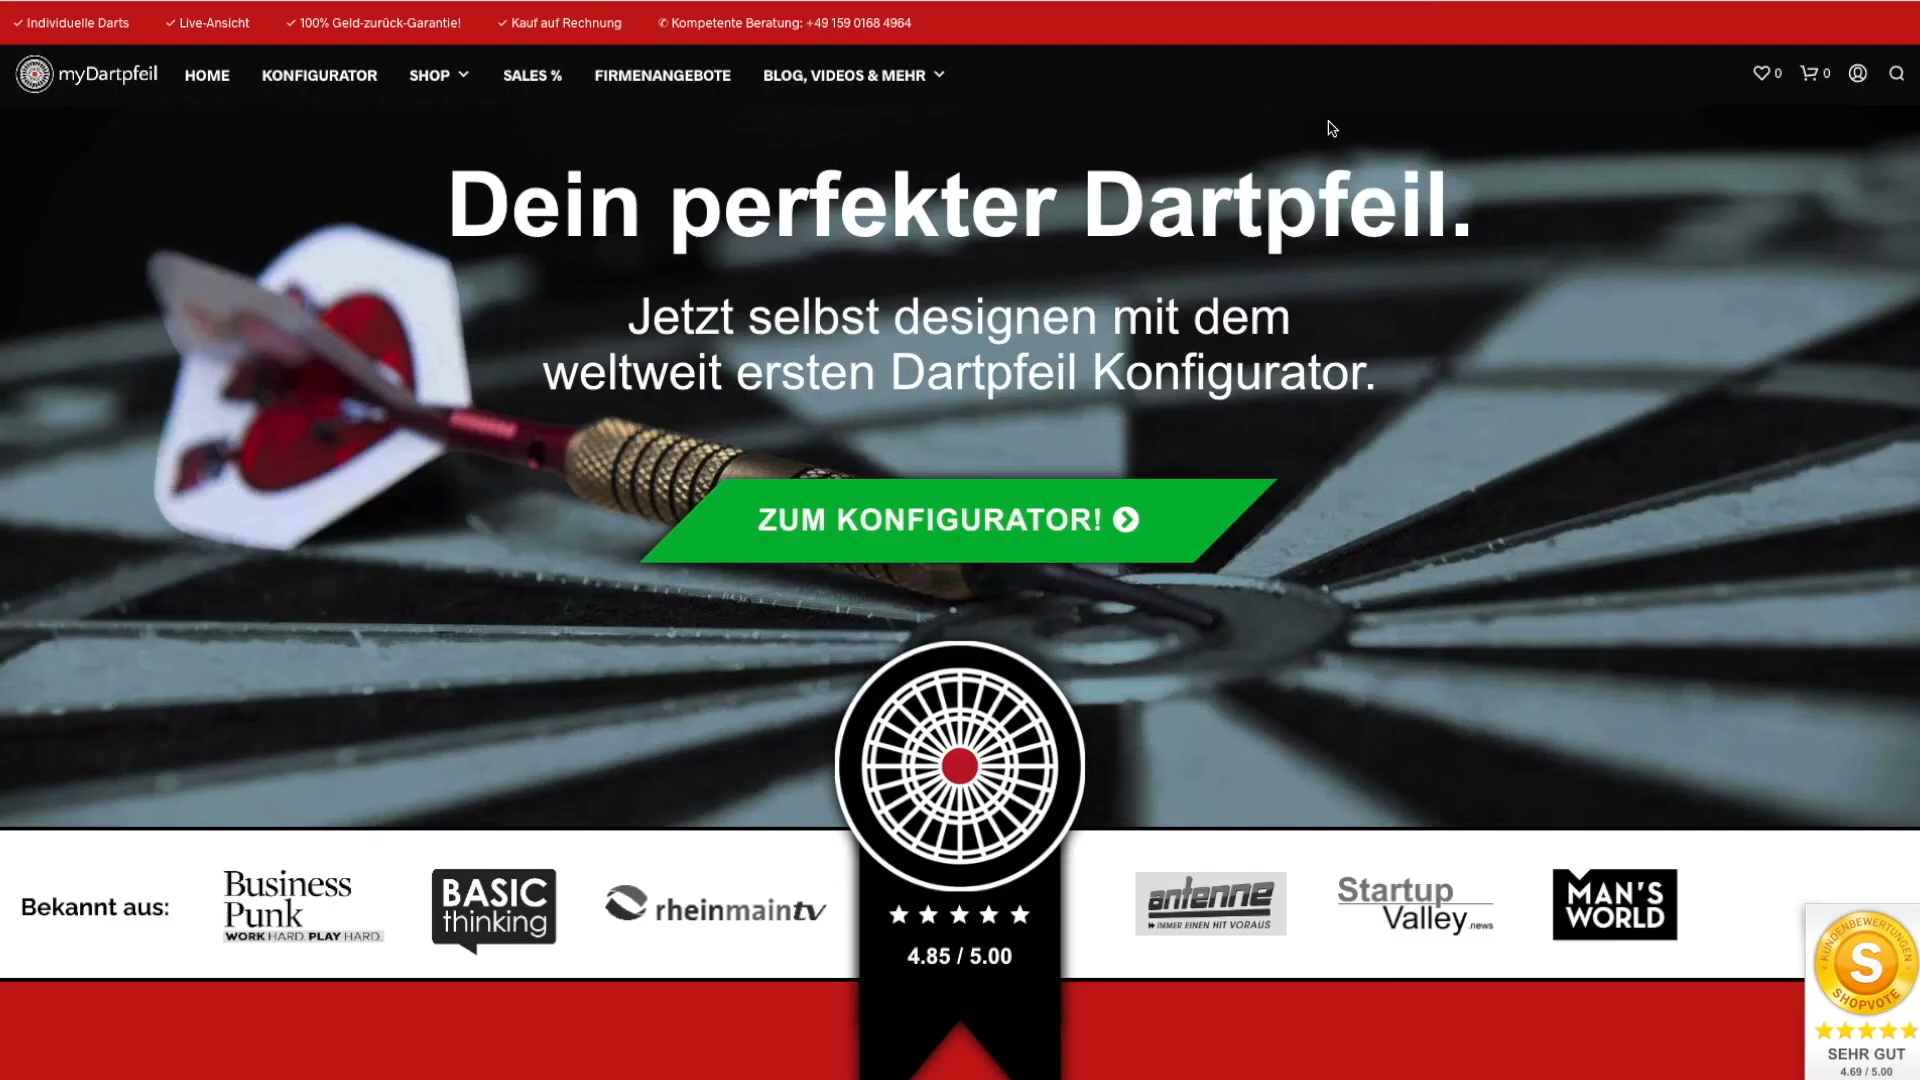 ✓ Individuelle Darts ✓ Live-Ansicht ✓ 100% Geld-zurück-Garantie! ✓ Kauf auf Rechnung ✆ Kompetente Beratung: +49 159 0168 4964
myDartpfeil HOME KONFIGURATOR SHOP SALES % FIRMENANGEBOTE BLOG, VIDEOS & MEHR 0 0
Dein perfekter Dartpfeil.
Jetzt selbst designen mit dem
weltweit ersten Dartpfeil Konfigurator.
ZUM KONFIGURATOR!
Bekannt aus:
Business
Punk
WORK HARD. PLAY HARD.
BASIC
thinking
rheinmaintv
4.85 / 5.00
antenne
IMMER EINEN HIT VORAUS
Startup
Valley.news
MAN'S
WORLD
KUNDENBEWERTUNGEN
S
SHOPVOTE
SEHR GUT
4.69 / 5.00